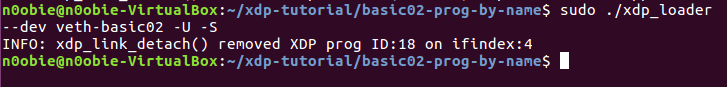 n0obie@n0obie-VirtualBox:~/xdp-tutorial/basic02-prog-by-name$ sudo ./xdp_loader
--dev veth-basic02 -U -S
INFO: xdp_link_detach() removed XDP prog ID:18 on ifindex:4
n0obie@n0obie-VirtualBox:~/xdp-tutorial/basic02-prog-by-name$